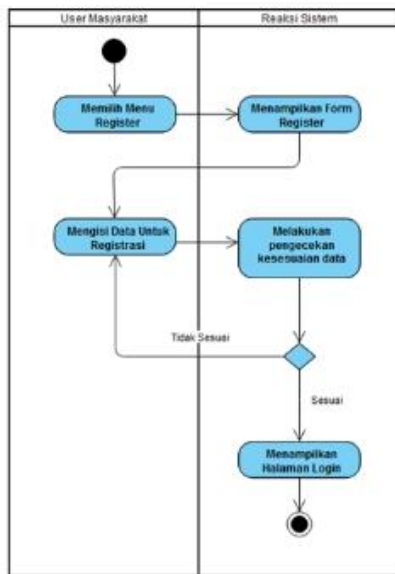 User Masyarakat
Reaksi Sistem
Memilih Menu
Register
Menampilkan Form
Register
Mengisi Data Untuk
Registrasi
Melakukan
pengecekan
kesesuaian data
Tidak Sesuai
Sesuai
Menampilkan
Halaman Login